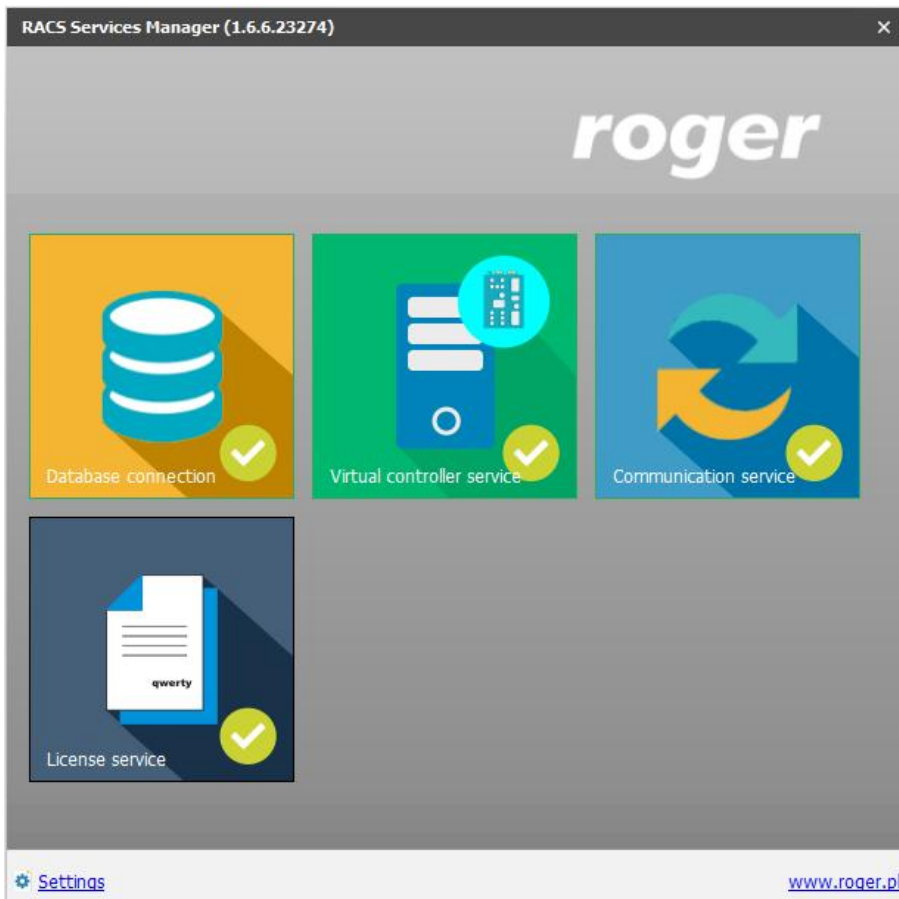 RACS Services Manager (1.6.6.23274)
roger
Database connection
Virtual controller service
Communication service
qwerty
License service
Settings
www.roger.pl